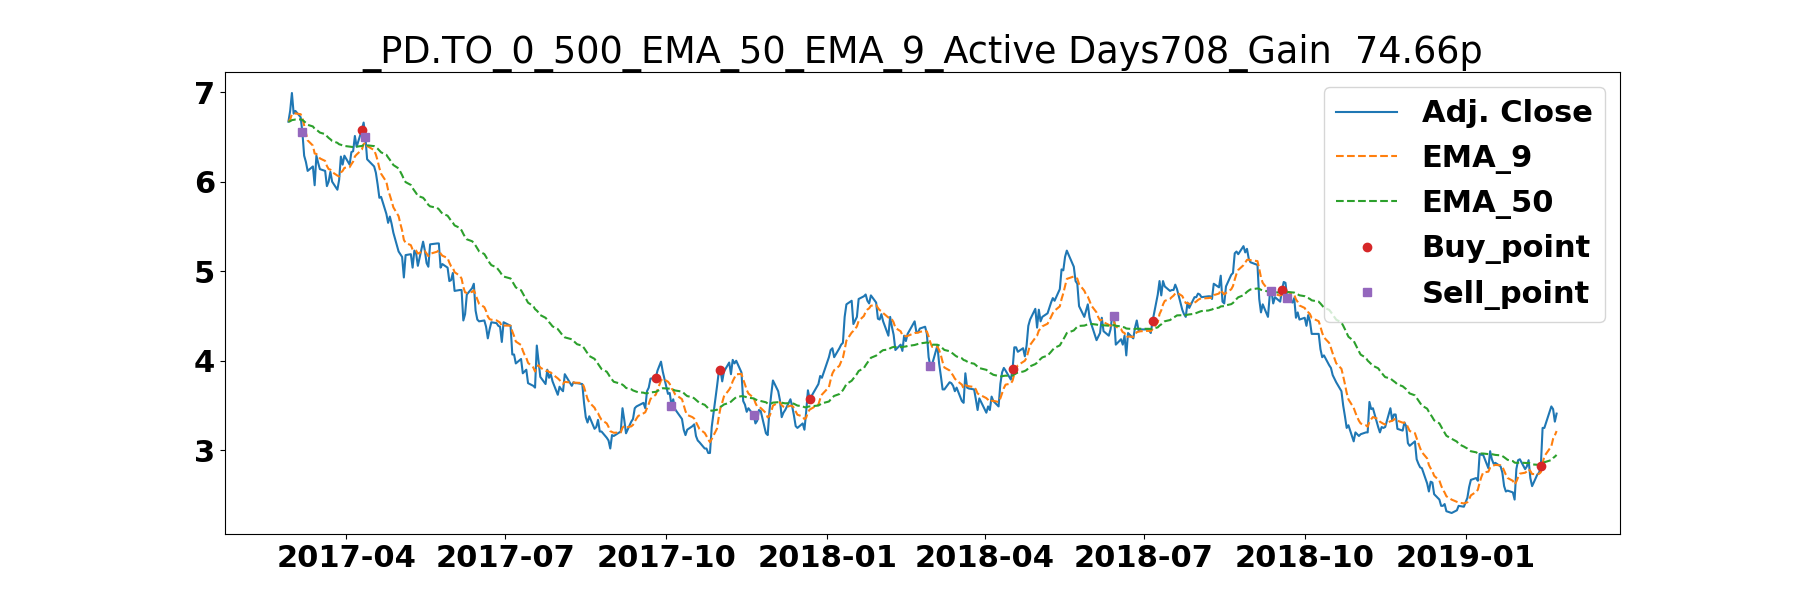 _PD.TO_0_500_EMA_50_EMA_9_Active Days708_Gain  74.66p
7
6
5
4
3
Adj. Close
EMA_9
EMA_50
Buy_point
Sell_point
2017-04 2017-07 2017-10 2018-01 2018-04 2018-07 2018-10 2019-01